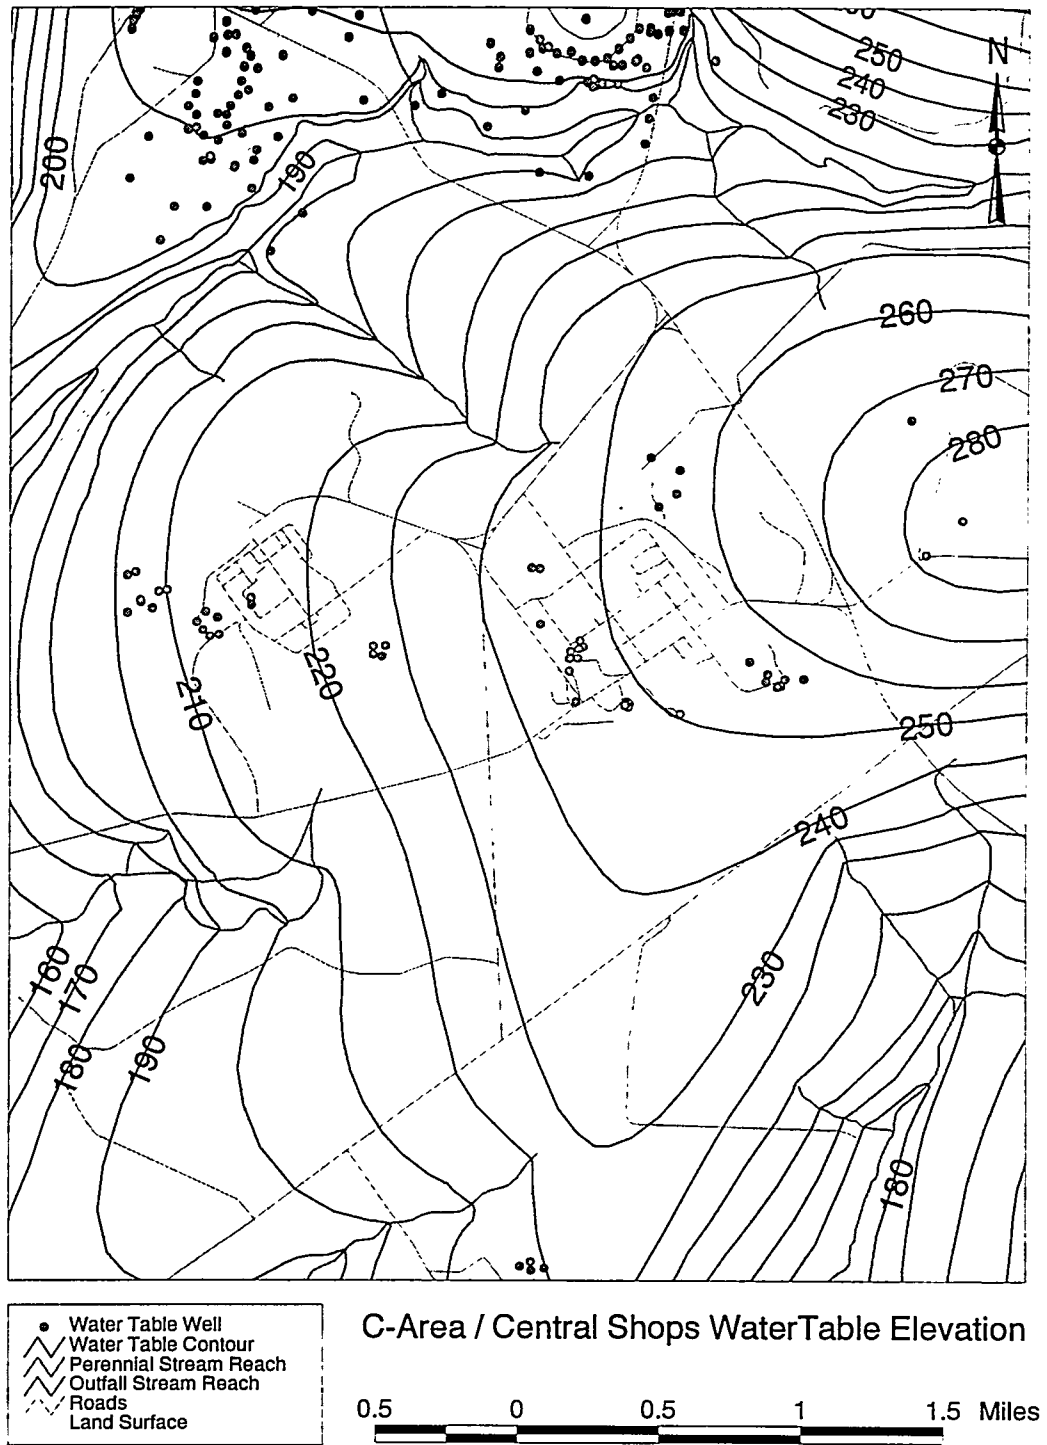 250
240
230
N
200
190
260
270
280
220
210
250
240
230
160
170
180
190
180
Water Table Well
Water Table Contour
Perennial Stream Reach
Outfall Stream Reach
Roads
Land Surface
C-Area / Central Shops WaterTable Elevation
0.5 0 0.5 1 1.5 Miles